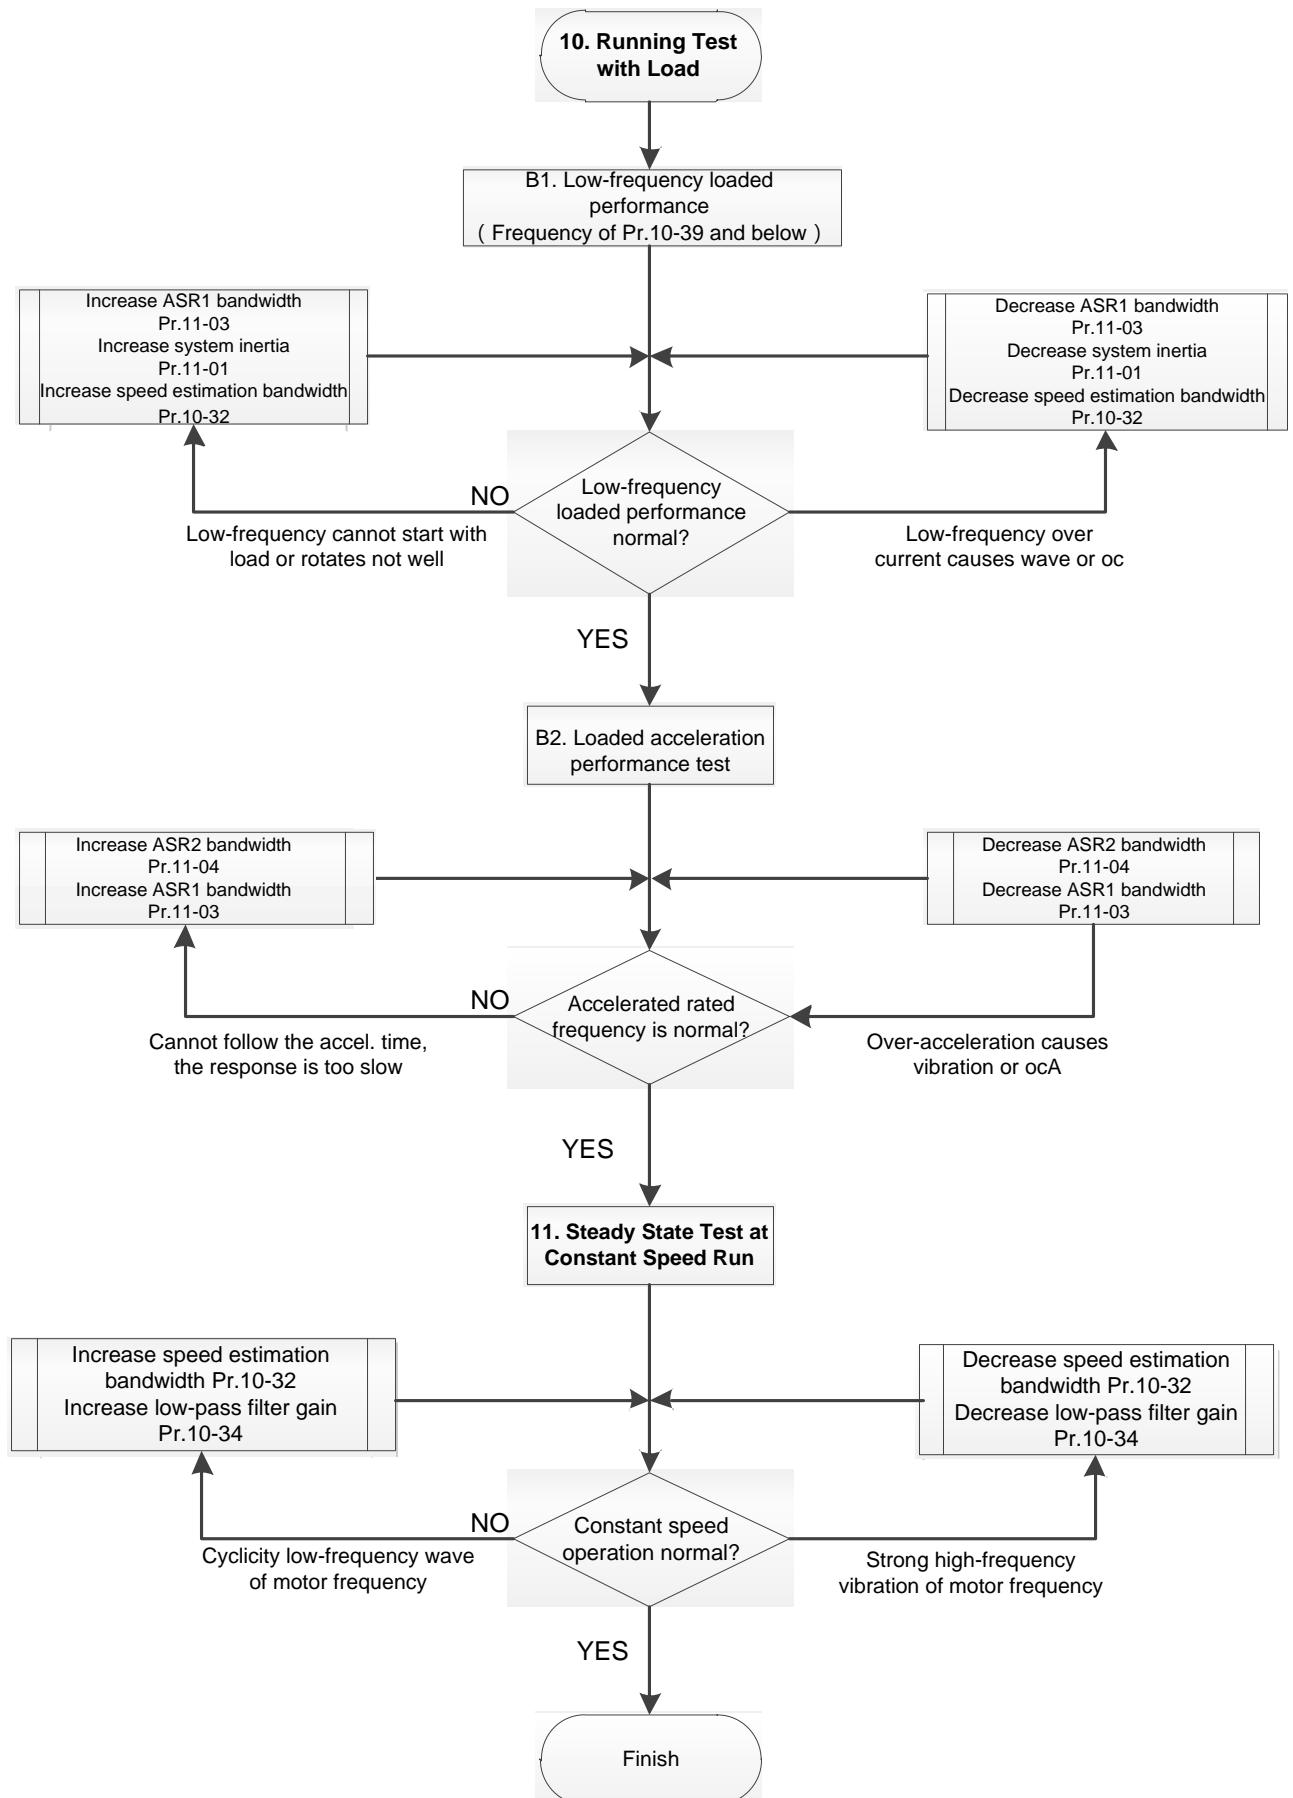 10. Running Test
with Load
B1. Low-frequency loaded
performance
( Frequency of Pr.10-39 and below )
Increase ASR1 bandwidth
Pr.11-03
Increase system inertia
Pr.11-01
Increase speed estimation bandwidth
Pr.10-32
Decrease ASR1 bandwidth
Pr.11-03
Decrease system inertia
Pr.11-01
Decrease speed estimation bandwidth
Pr.10-32
NO
Low-frequency
loaded performance
normal?
Low-frequency cannot start with
load or rotates not well
Low-frequency over
current causes wave or oc
YES
B2. Loaded acceleration
performance test
Increase ASR2 bandwidth
Pr.11-04
Increase ASR1 bandwidth
Pr.11-03
Decrease ASR2 bandwidth
Pr.11-04
Decrease ASR1 bandwidth
Pr.11-03
NO
Accelerated rated
frequency is normal?
Cannot follow the accel. time,
the response is too slow
Over-acceleration causes
vibration or ocA
YES
11. Steady State Test at
Constant Speed Run
Increase speed estimation
bandwidth Pr.10-32
Increase low-pass filter gain
Pr.10-34
Decrease speed estimation
bandwidth Pr.10-32
Decrease low-pass filter gain
Pr.10-34
NO
Constant speed
operation normal?
Cyclicity low-frequency wave
of motor frequency
Strong high-frequency
vibration of motor frequency
YES
Finish